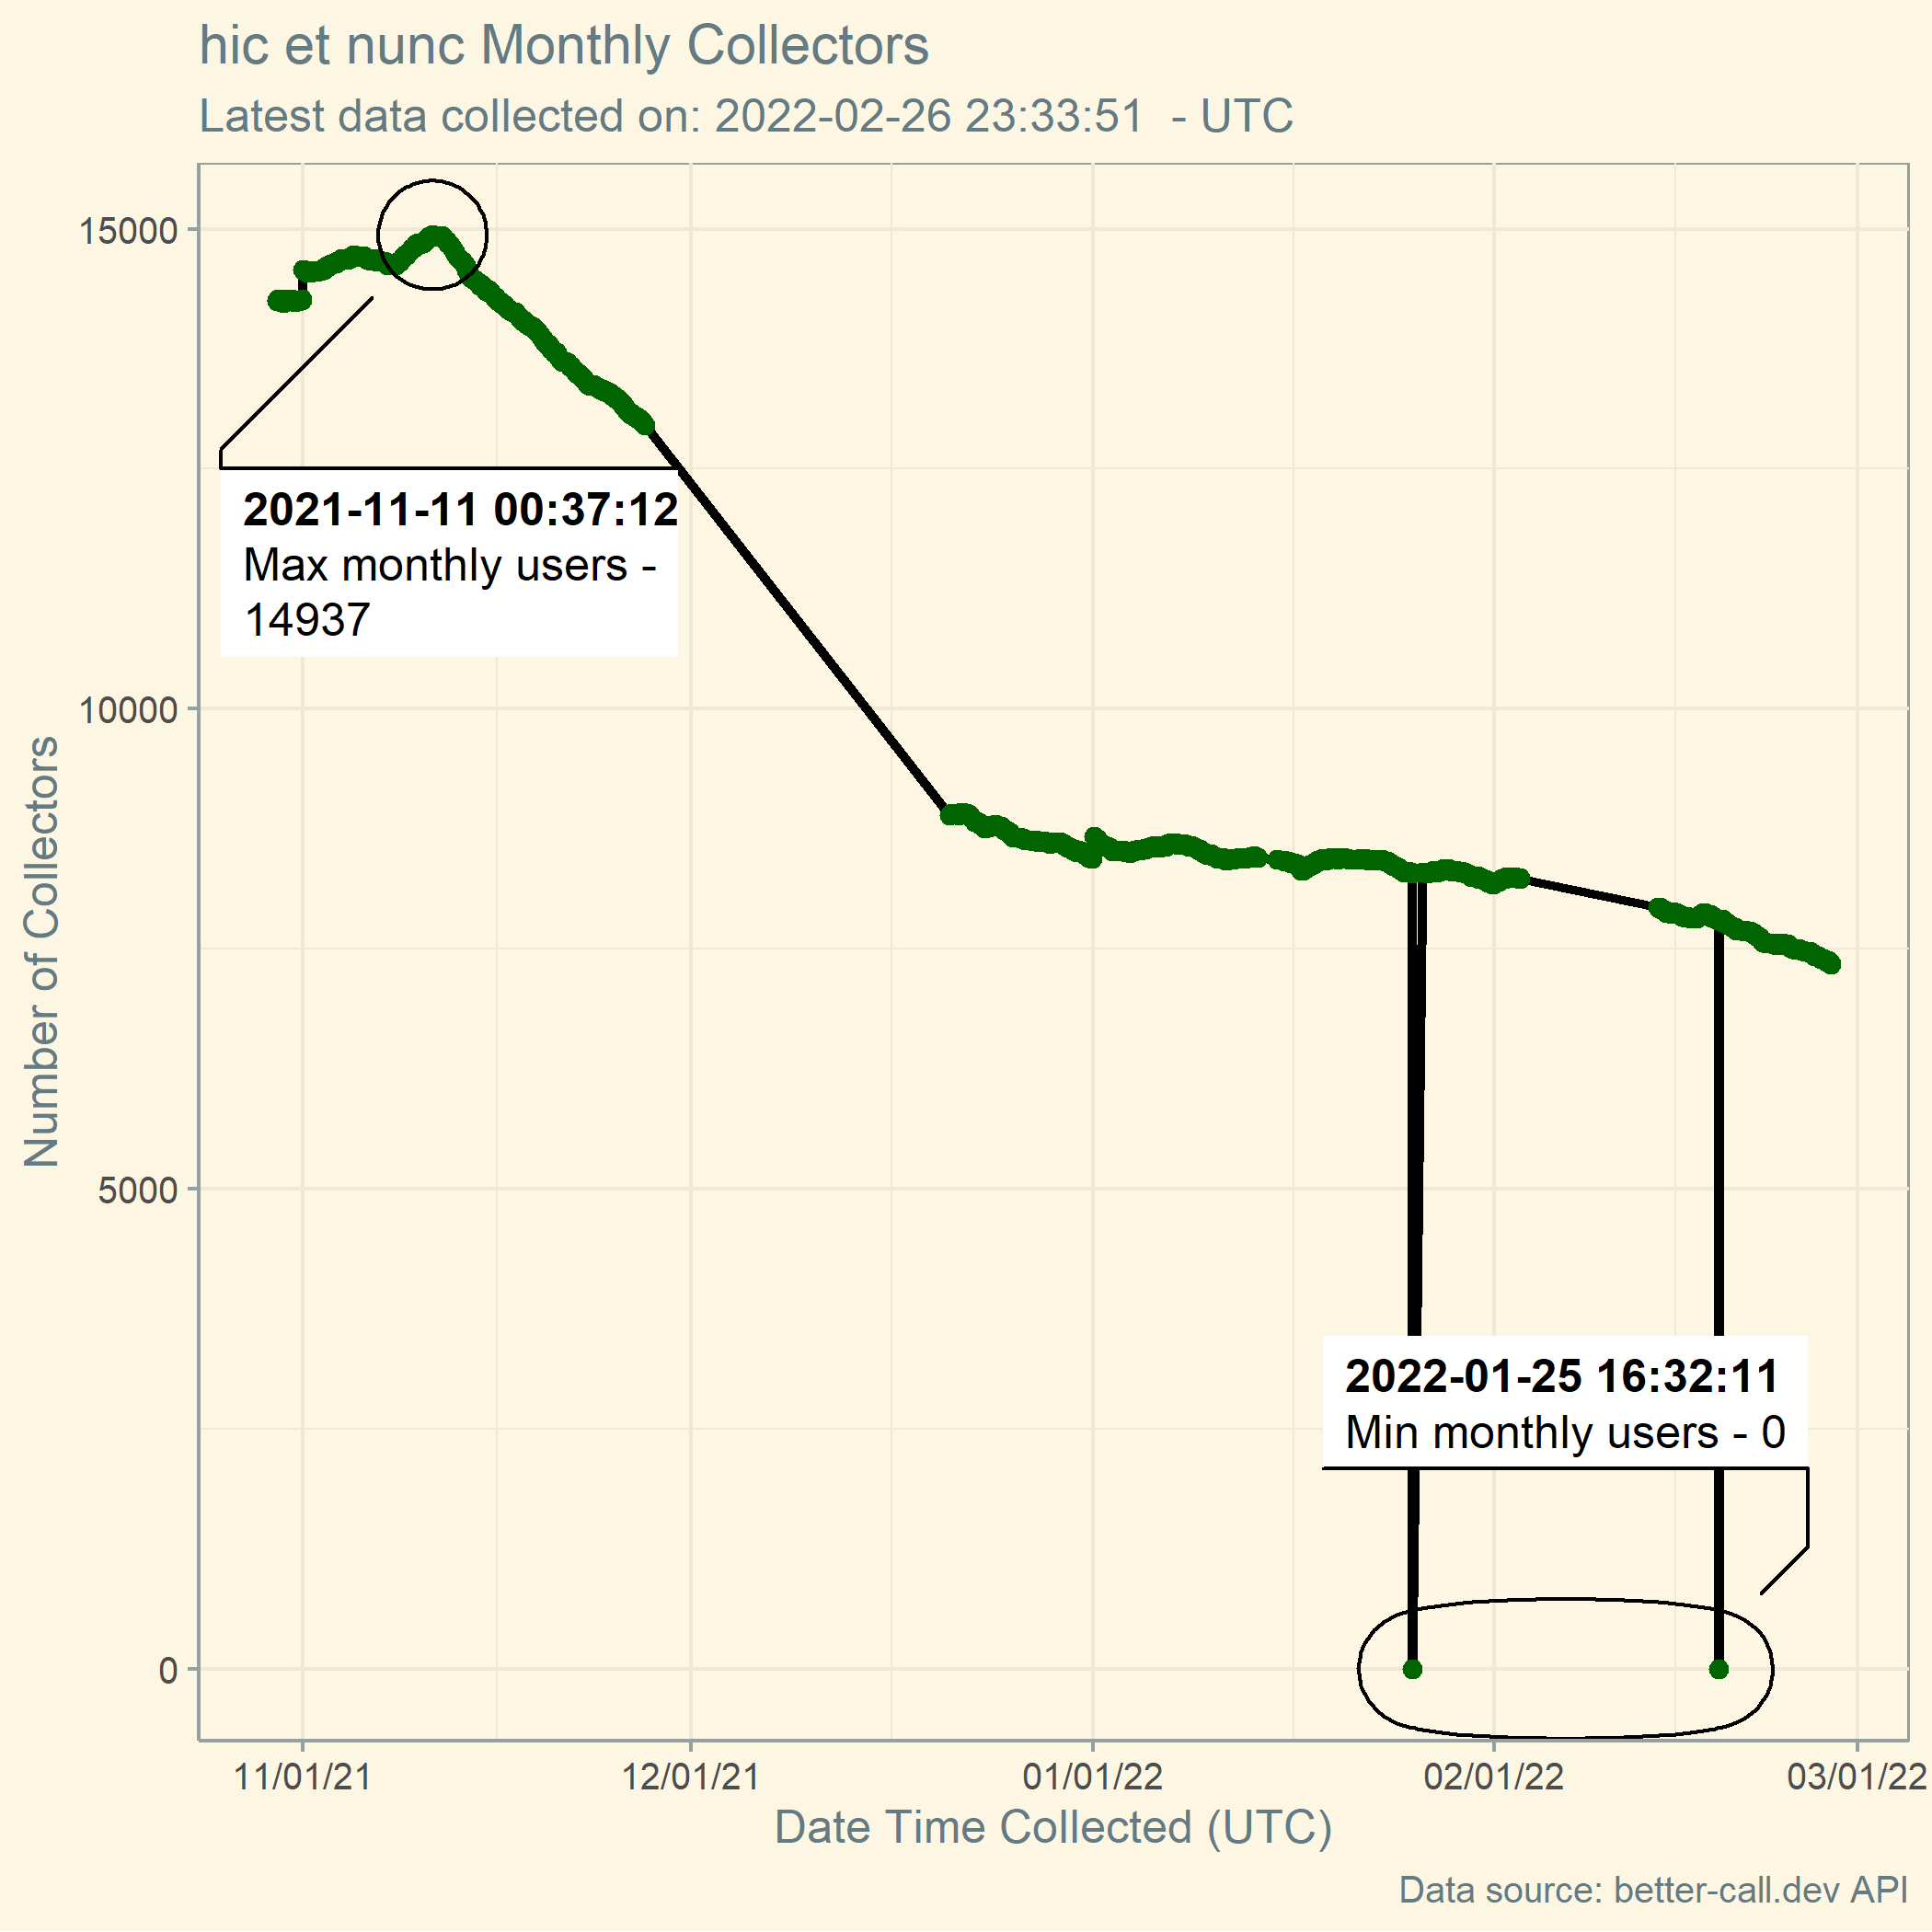 hic et nunc Monthly Collectors
Latest data collected on: 2022-02-26 23:33:51  - UTC
Number of Collectors
15000
10000
5000
0
2021-11-11 00:37:12
Max monthly users -
14937
2022-01-25 16:32:11
Min monthly users - 0
11/01/21
12/01/21
01/01/22
02/01/22
03/01/22
Date Time Collected (UTC)
Data source: better-call.dev API